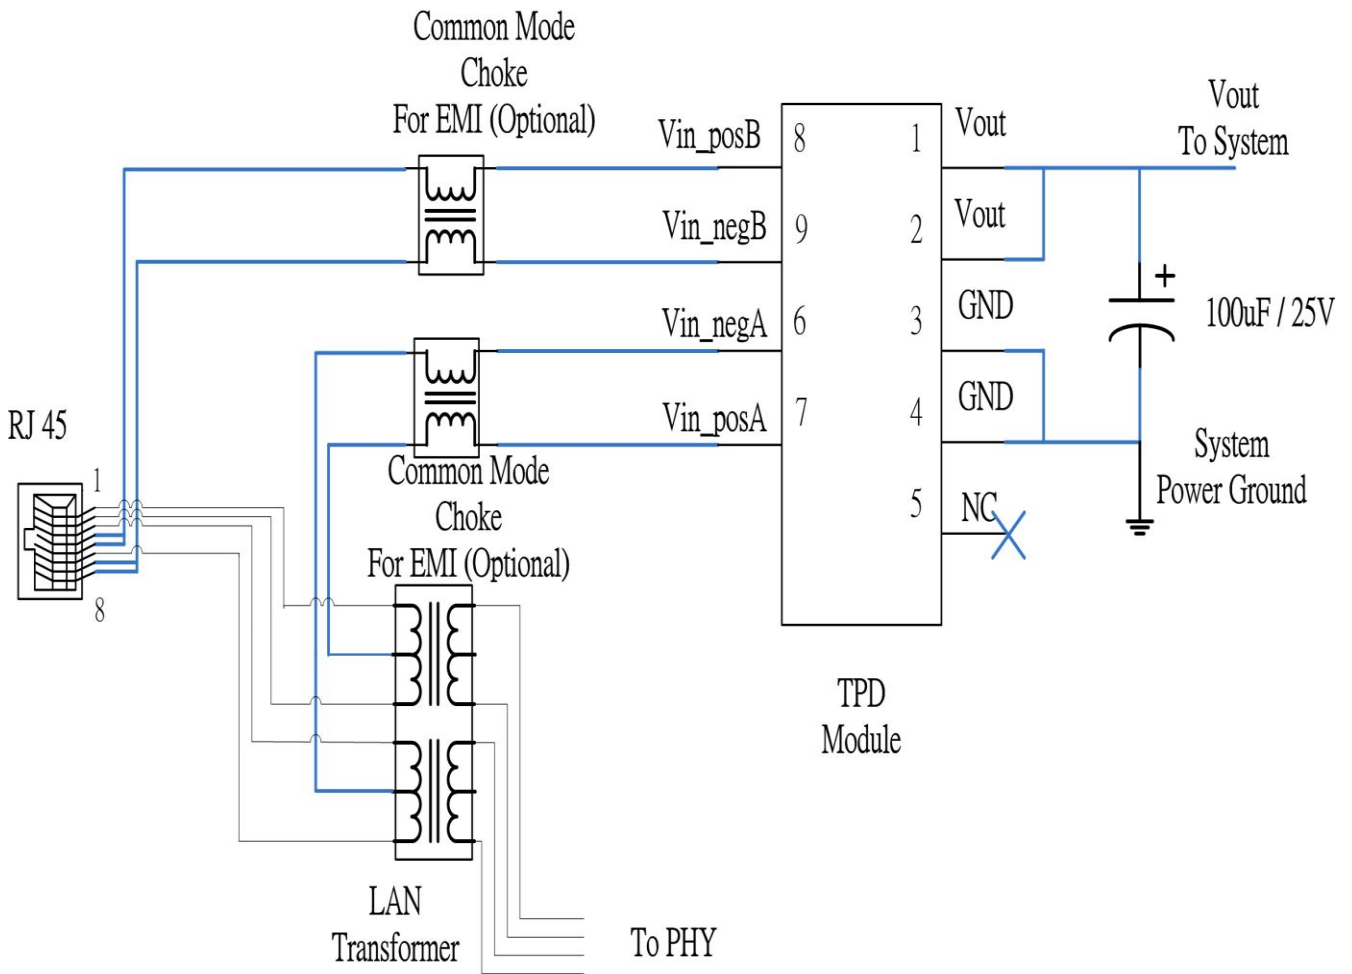 Common Mode
Choke
For EMI (Optional)
Vout
To System
Vin_posB
8
1
Vout
Vin_negB
9
2
Vout
Vin_negA
6
3
GND
100uF / 25V
Vin_posA
7
4
GND
RJ 45
1
8
Common Mode
Choke
For EMI (Optional)
5
NC
System
Power Ground
TPD
Module
LAN
Transformer
To PHY
+